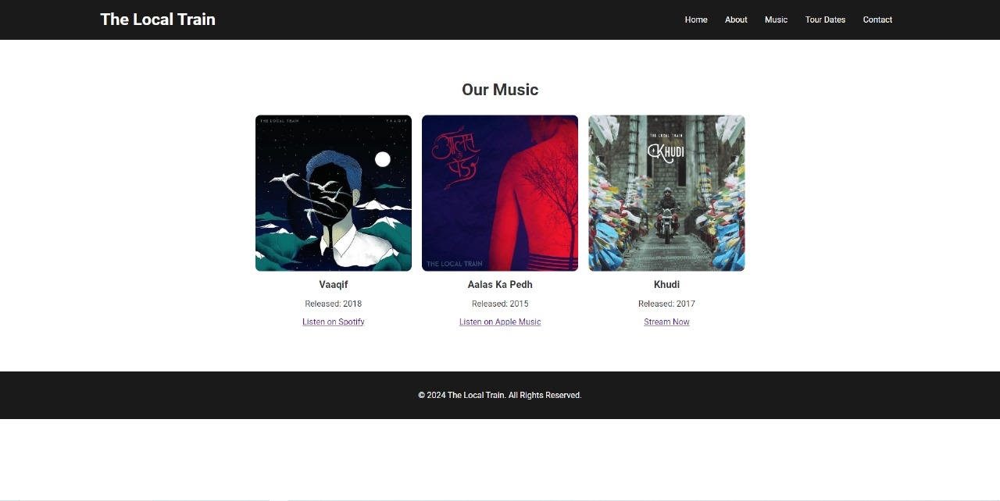 The Local Train
Home About Music Tour Dates Contact
Our Music
THE LOCAL TRAIN VAAQIF
आलस
का
पेड़
THE LOCAL TRAIN
THE LOCAL TRAIN
KHUDI
Vaaqif Aalas Ka Pedh Khudi
Released: 2018 Released: 2015 Released: 2017
Listen on Spotify Listen on Apple Music Stream Now
© 2024 The Local Train. All Rights Reserved.